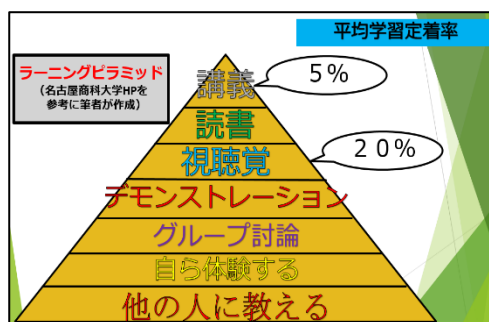 平均学習定着率
ラーニングピラミッド
(名古屋商科大学HPを
参考に筆者が作成)
講義
5%
読書
視聴覚
20%
デモンストレーション
グループ討論
自ら体験する
他の人に教える